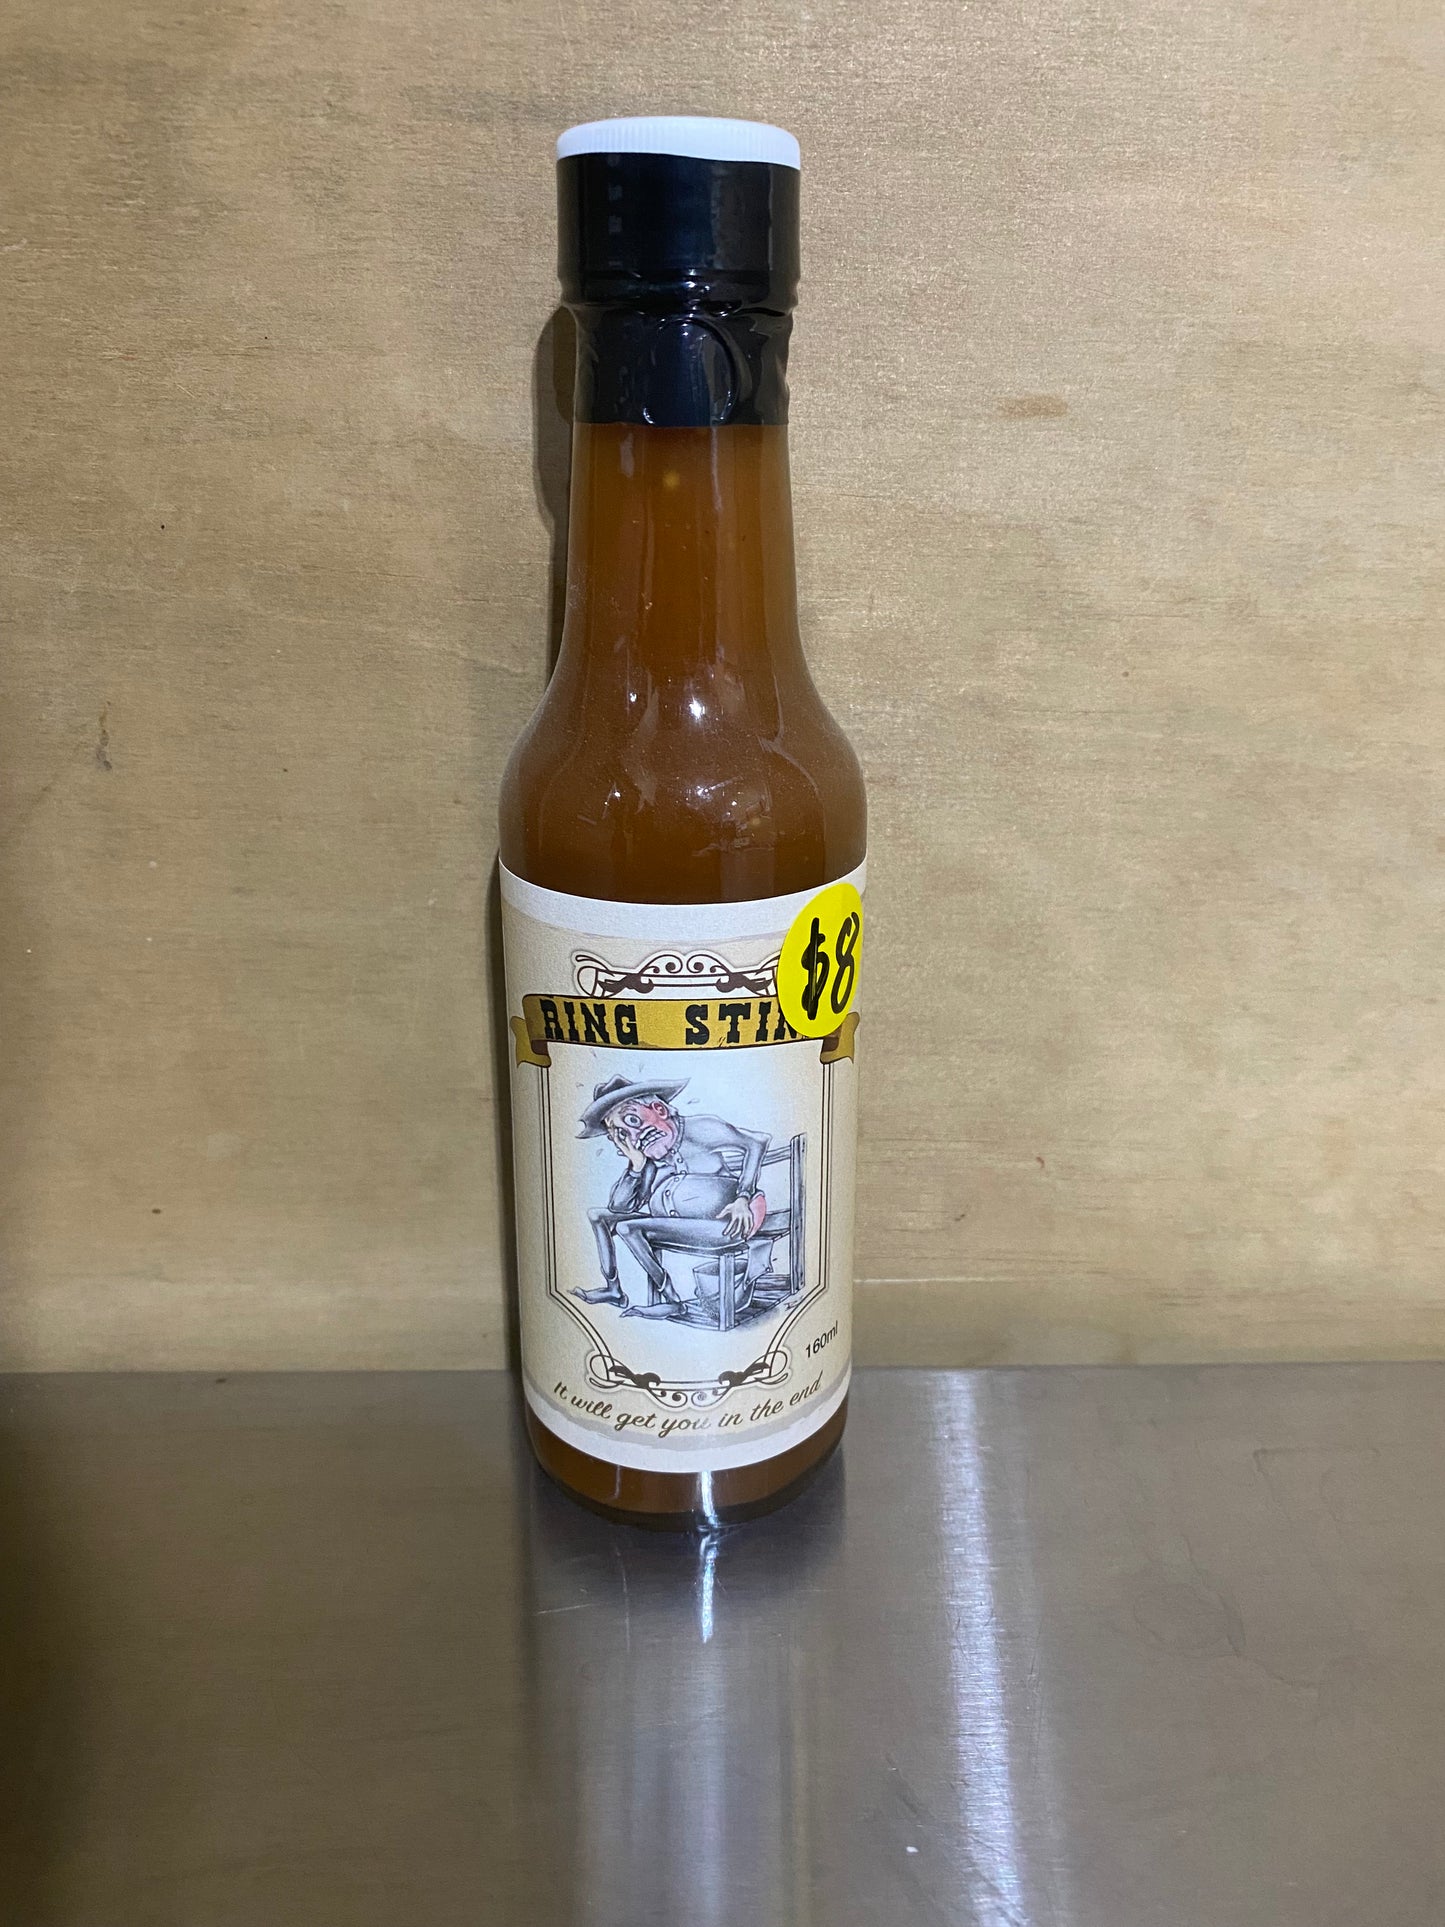 $8
RING STIN
160ml
It will get you in the end